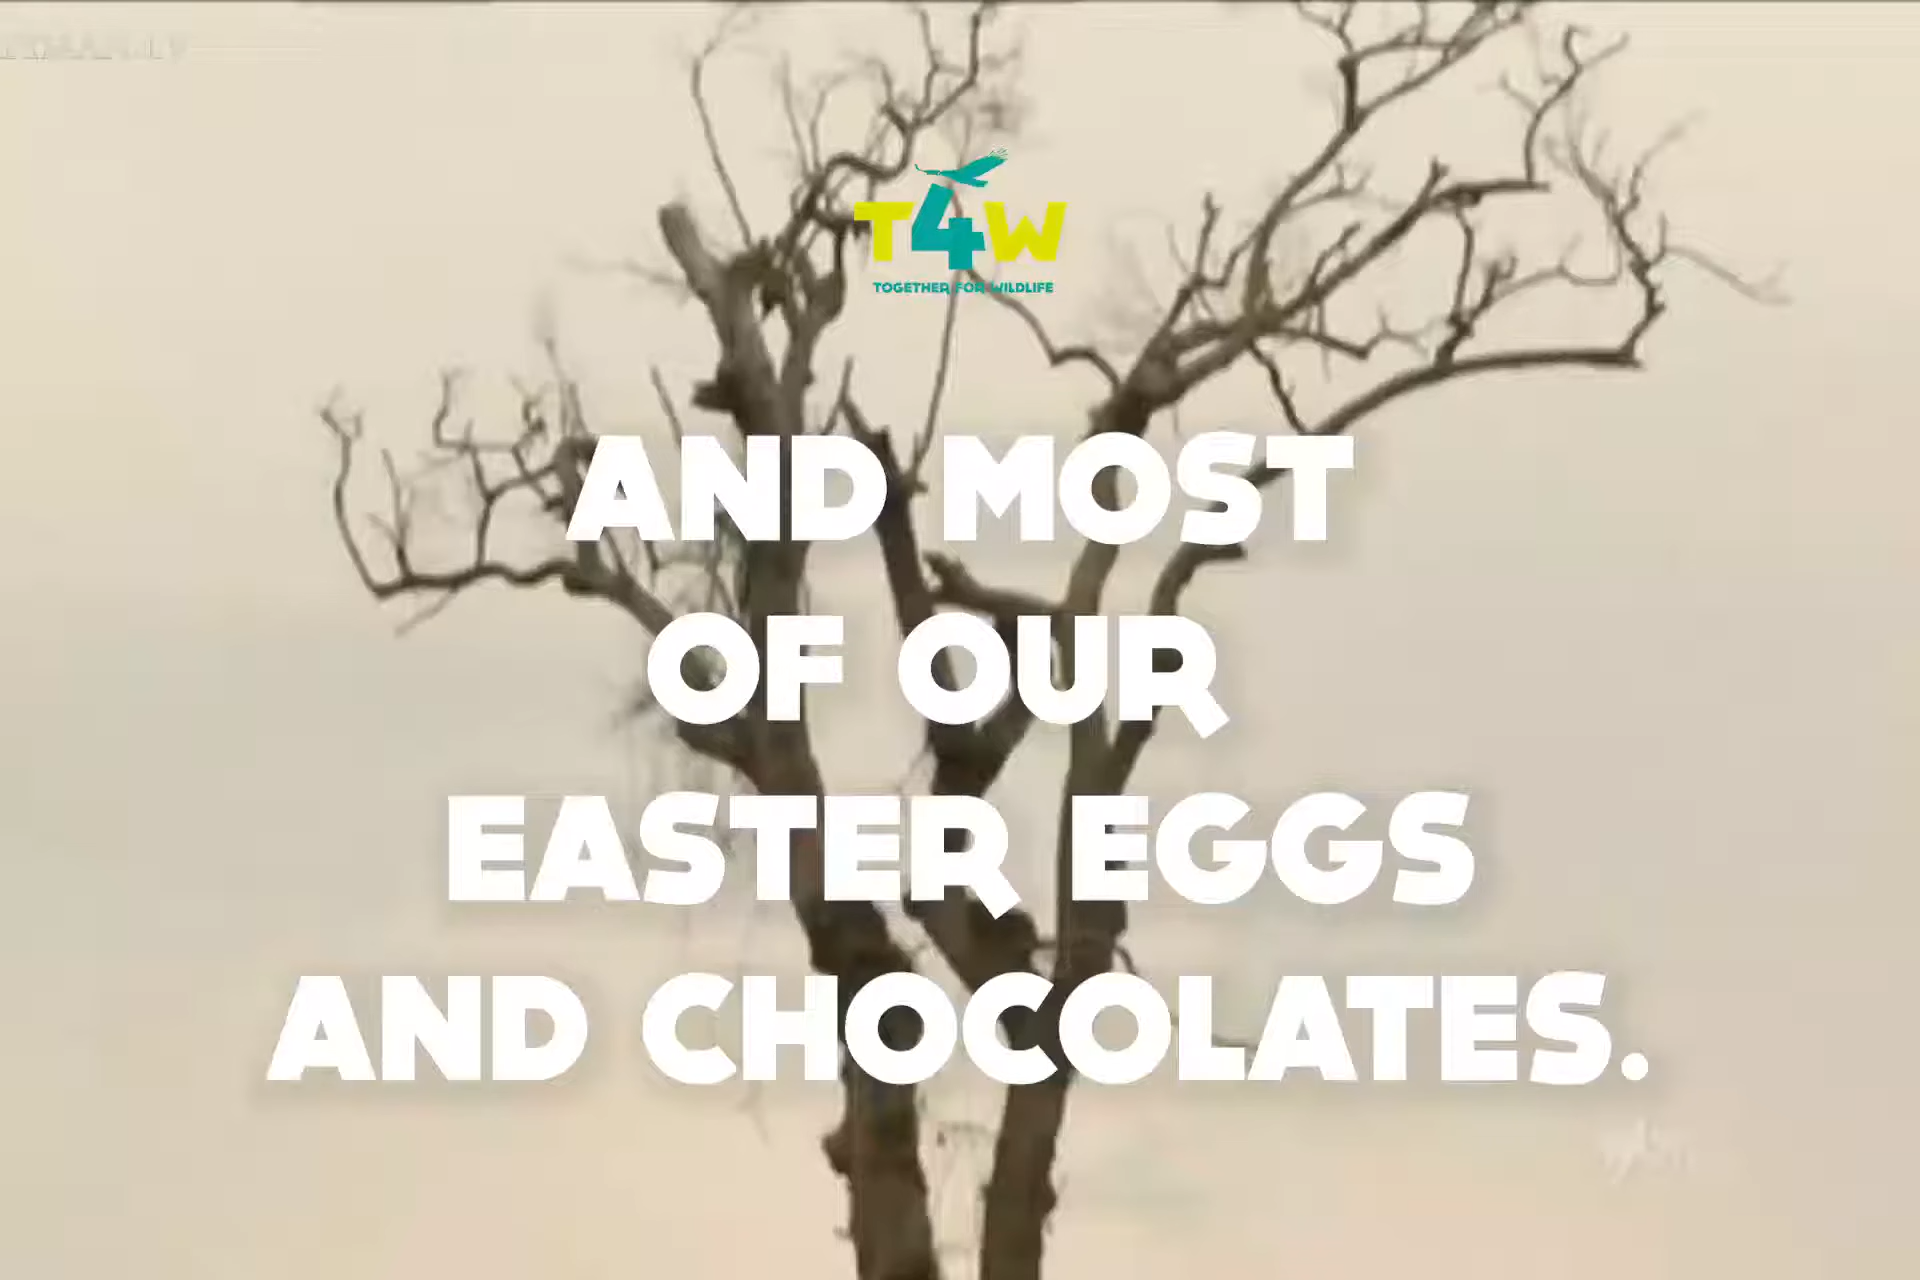 T4W
TOGETHER FOR WILDLIFE
AND MOST
OF OUR
EASTER EGGS
AND CHOCOLATES.